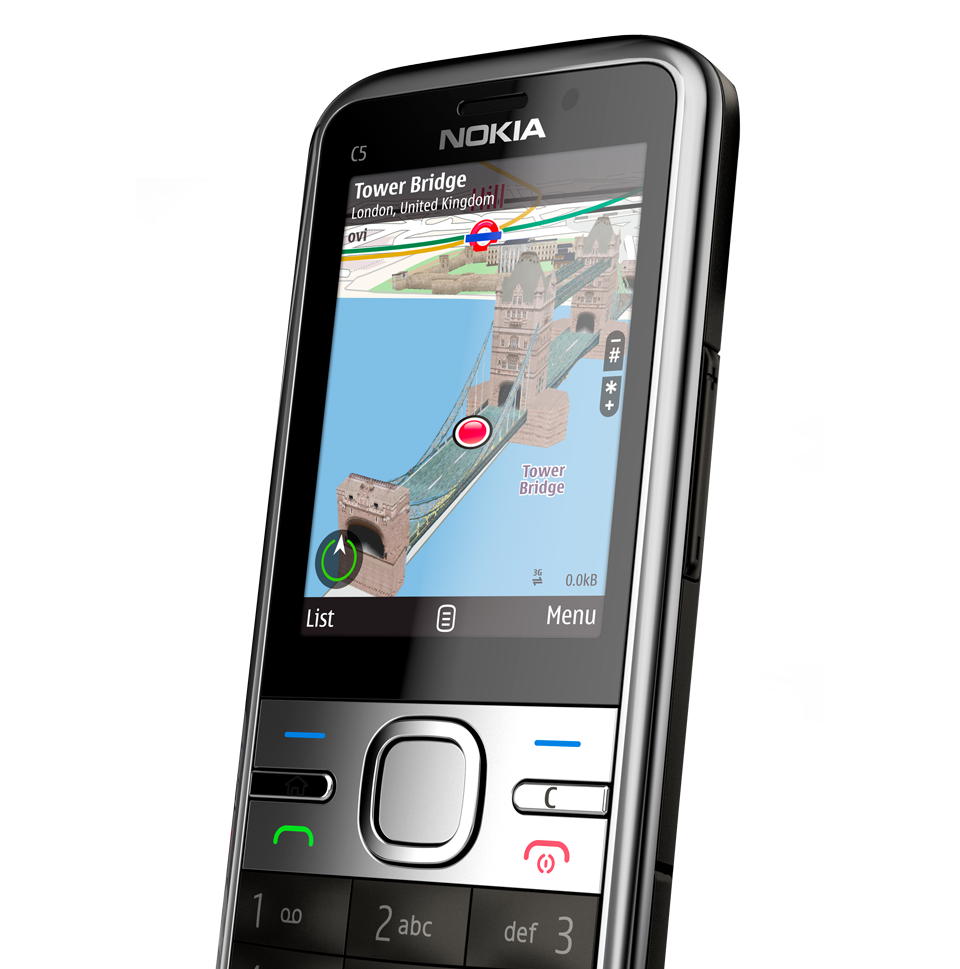 NOKIA
C5
Tower Bridge
London, United Kingdom
Hill
ovi
- #
* +
Tower
Bridge
3G
0.0kB
List
Menu
C
1
2 abc
def 3